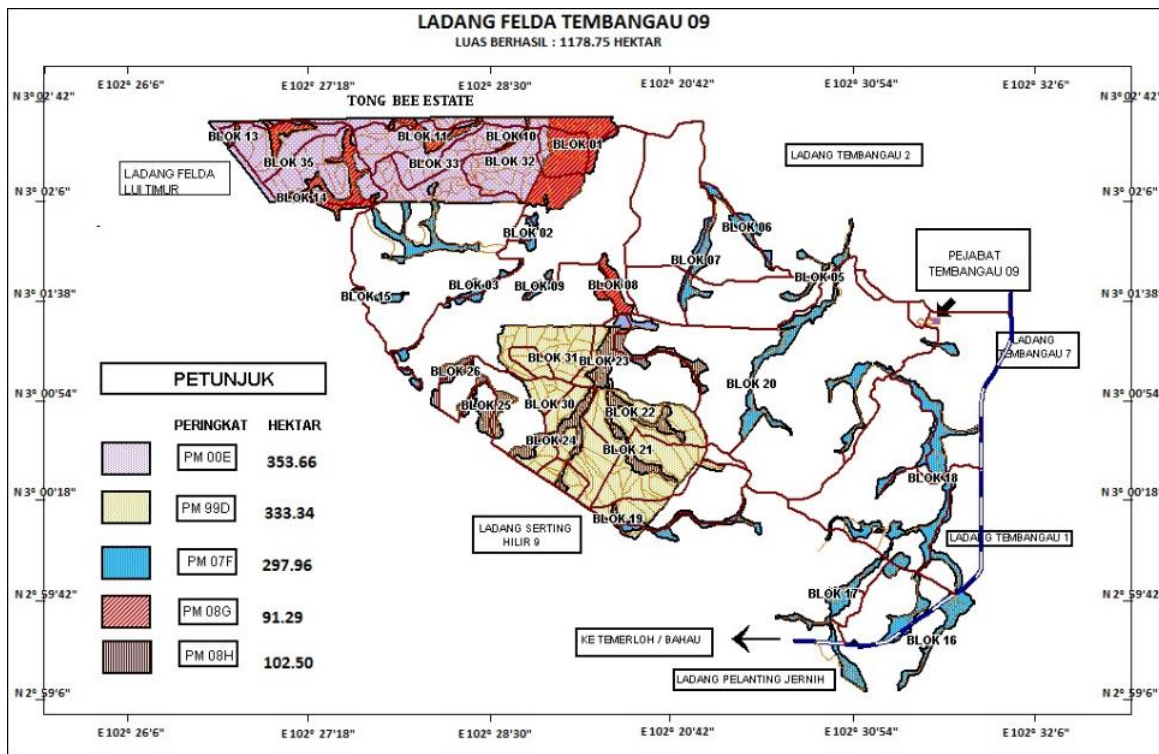 LADANG FELDA TEMBANGAU 09
LUAS BERHASIL : 1178.75 HEKTAR
E 102° 26'6" E 102° 27'18" E 102° 28'30" E 102° 20'42" E 102° 30'54" E 102° 32'6"
N 3° 02' 42" N 3° 02' 42"
TONG BEE ESTATE
BLOK 13 BLOK 11 BLOK 10
BLOK 01
BLOK 35 BLOK 33 BLOK 32
LADANG TEMBANGAU 2
LADANG FELDA
LUI TIMUR
BLOK 14
N 3° 02'6" N 3° 02'6"
BLOK 02 BLOK 06
BLOK 07
PEJABAT
TEMBANGAU 09
BLOK 05
BLOK 15 BLOK 03 BLOK 09 BLOK 08
N 3° 01'38" N 3° 01'38"
LADANG
TEMBANGAU 7
BLOK 31 BLOK 23
BLOK 26
BLOK 20
N 3° 00'54" N 3° 00'54"
BLOK 25 BLOK 30 BLOK 22
BLOK 24 BLOK 21
BLOK 18
N 3° 00'18" N 3° 00'18"
BLOK 19
LADANG SERTING
HILIR 9
LADANG TEMBANGAU 1
N 2° 59'42" N 2° 59'42"
BLOK 17
BLOK 16
KE TEMERLOH / BAHAU
LADANG PELANTING JERNIH
N 2° 59'6" N 2° 59'6"
PETUNJUK
PERINGKAT HEKTAR
PM 00E 353.66
PM 99D 333.34
PM 07F 297.96
PM 08G 91.29
PM 08H 102.50
E 102° 26'6" E 102° 27'18" E 102° 28'30" E 102° 20'42" E 102° 30'54" E 102° 32'6"